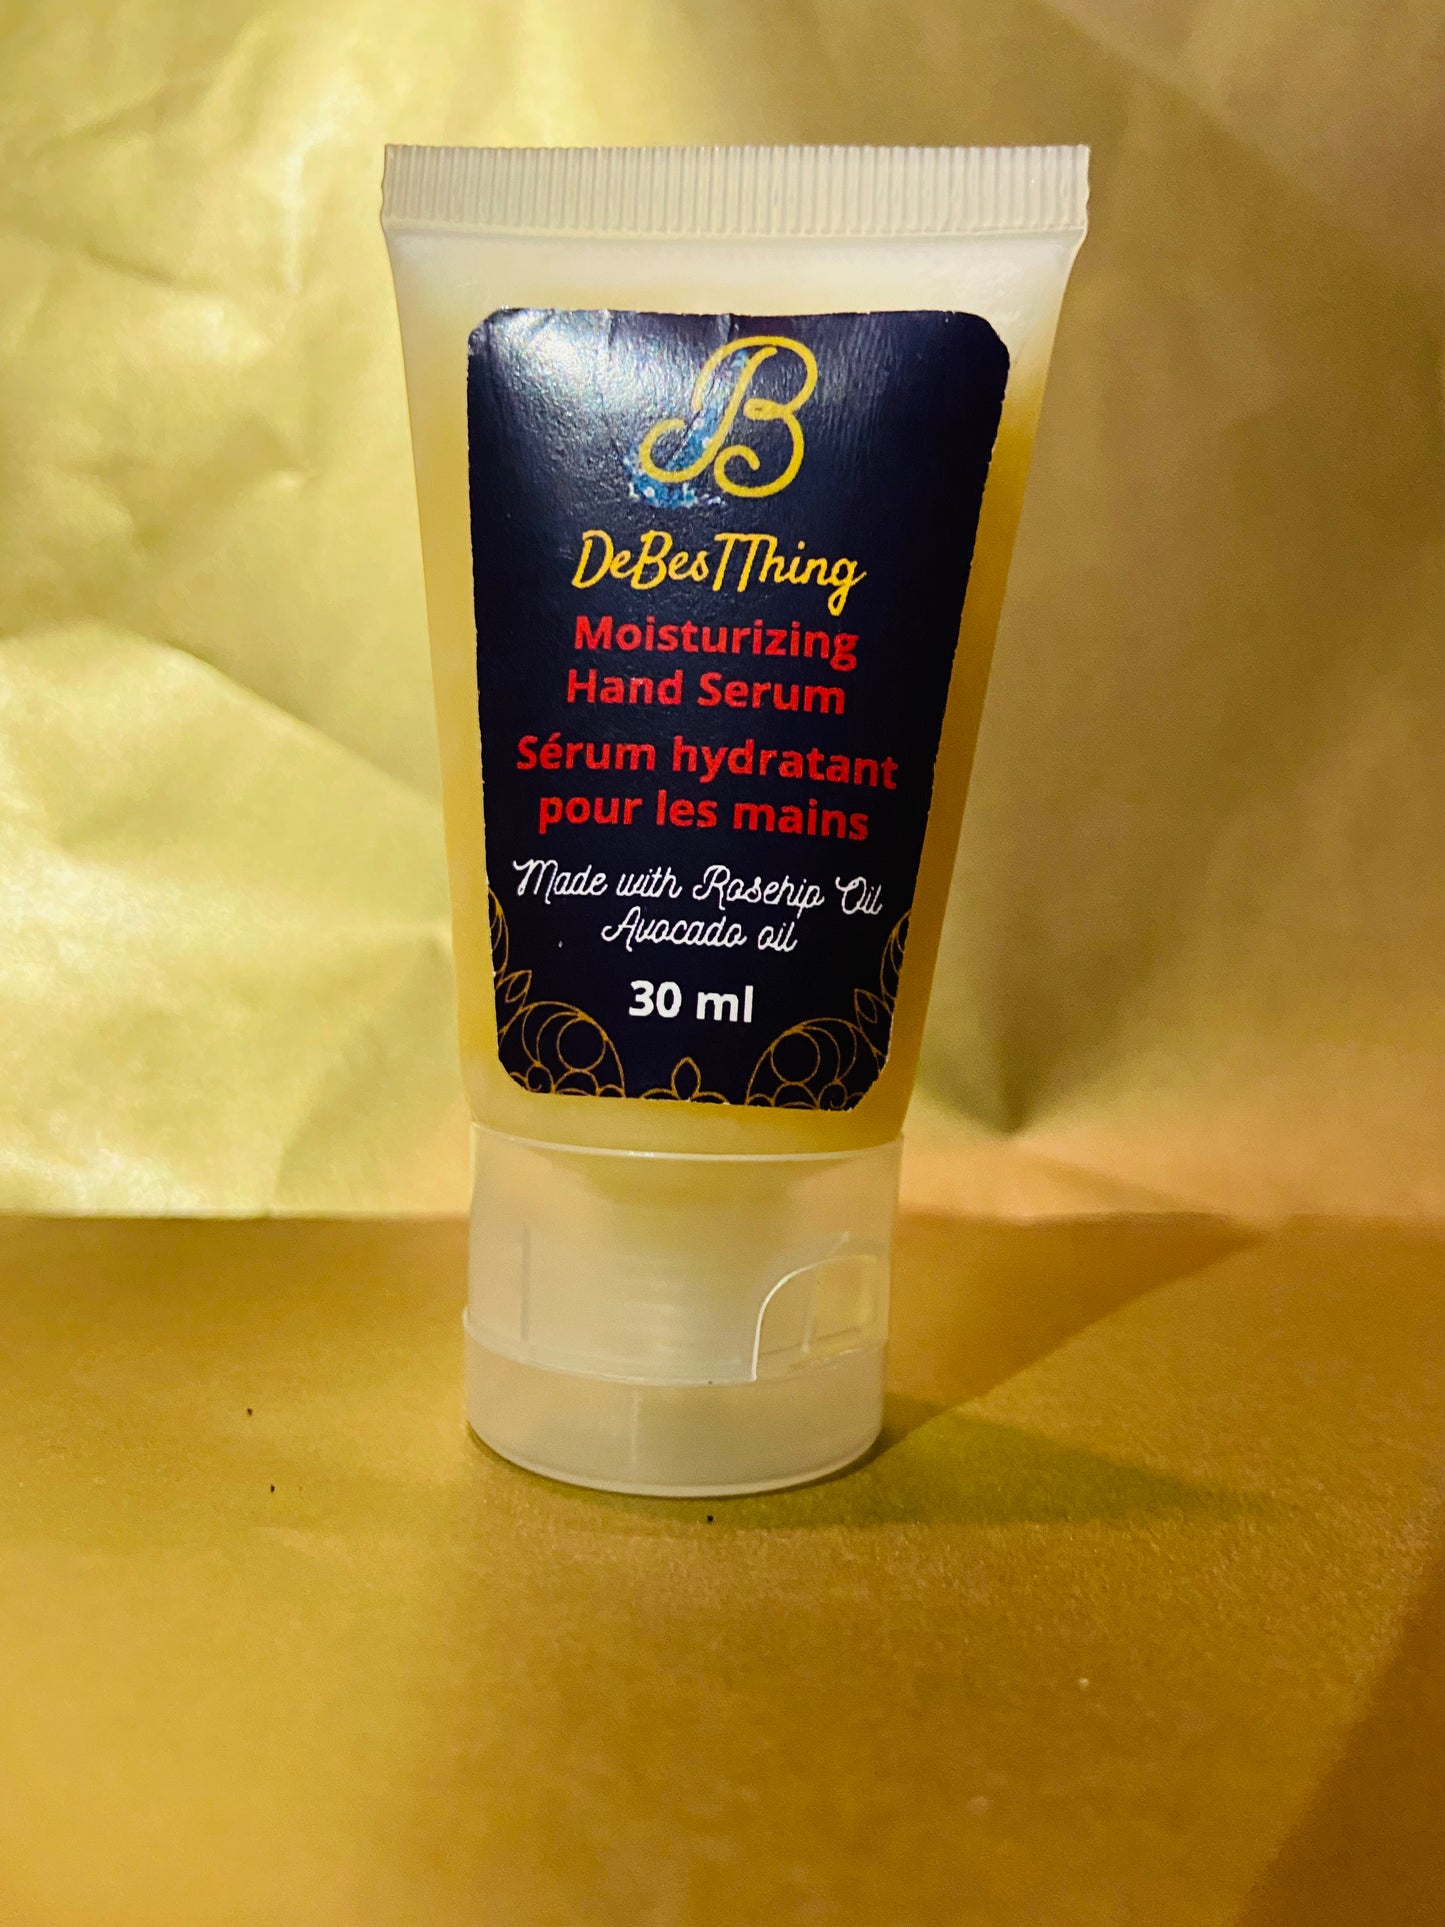 B
DeBesTThing
Moisturizing
Hand Serum
Sérum hydratant
pour les mains
Made with Rosehip Oil
Avocado oil
30 ml